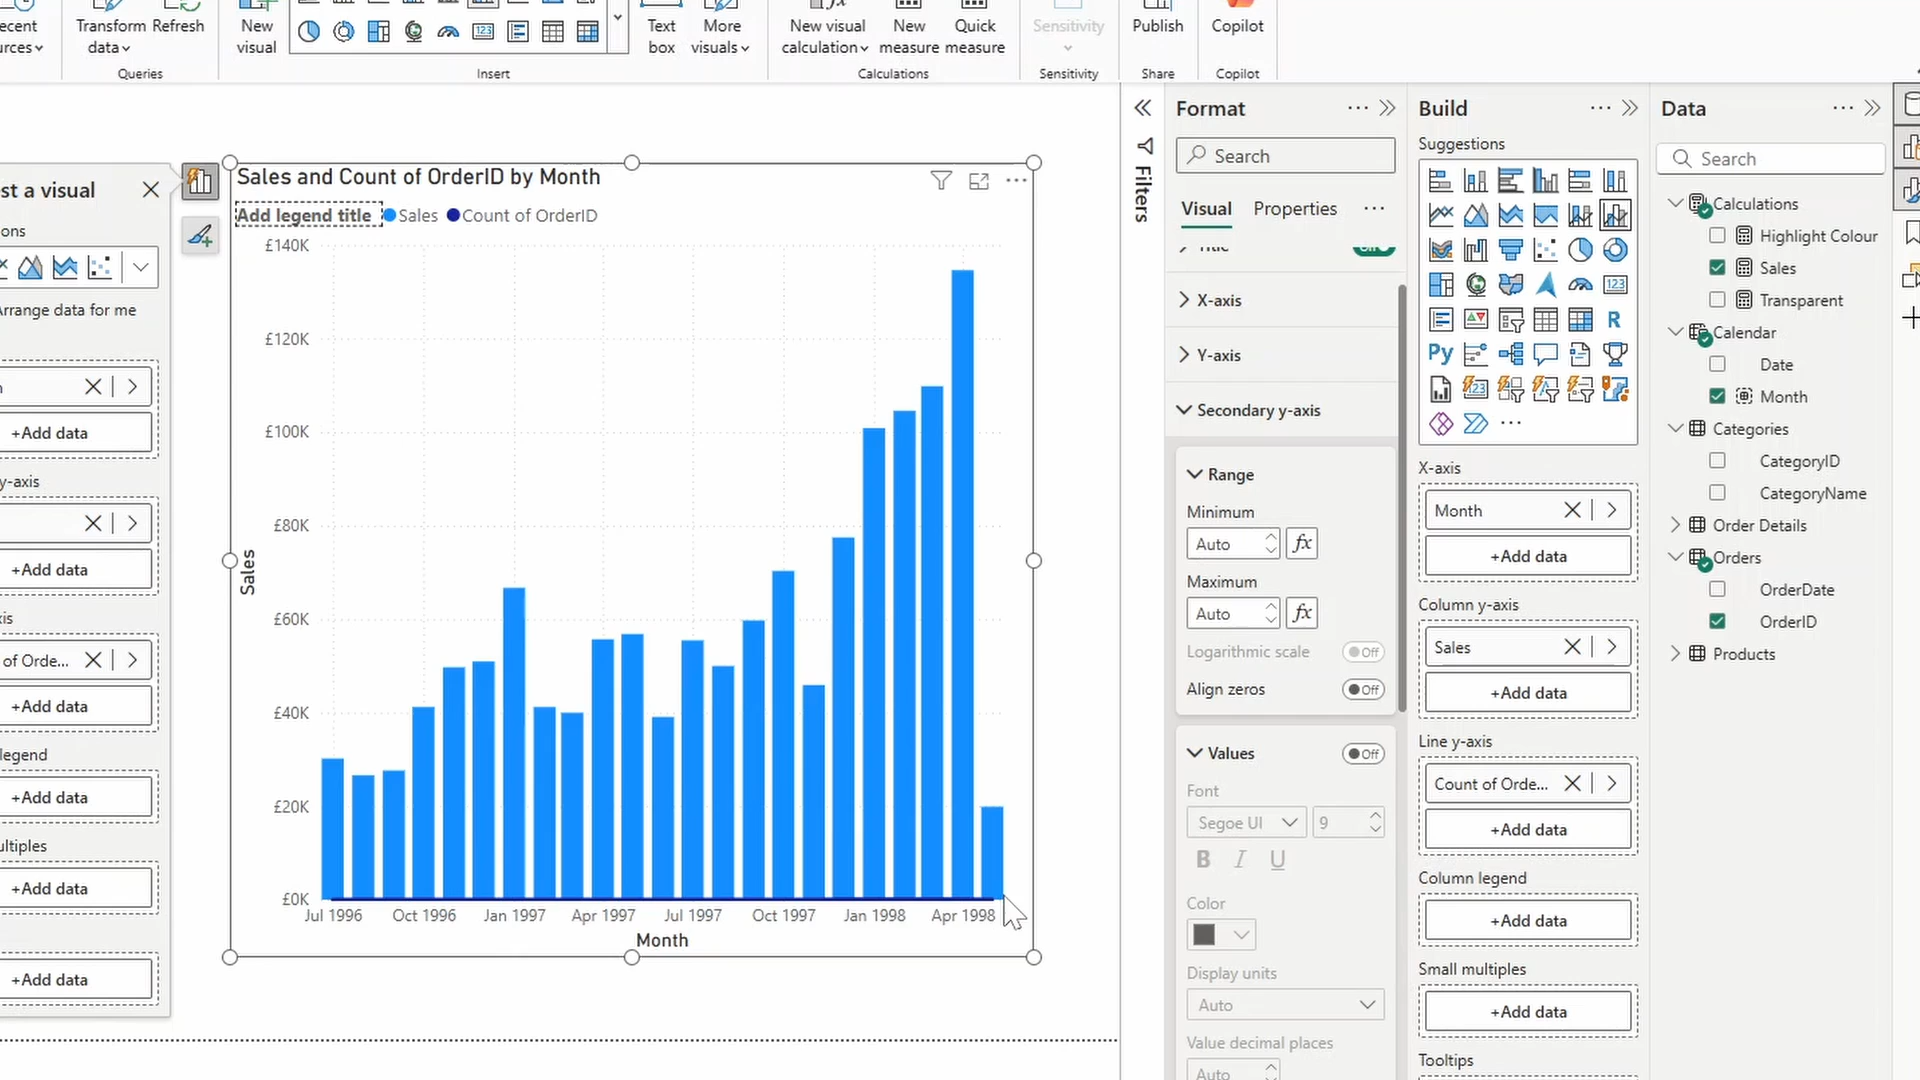 ecent
urces
Transform
data
Refresh
Queries
New
visual
Insert
Text
box
More
visuals
New visual
calculation
New
measure
Quick
measure
Calculations
Sensitivity
Sensitivity
Publish
Share
Copilot
Copilot
est a visual
ons
Arrange data for me
n
+Add data
y-axis
+Add data
is
of Orde...
+Add data
legend
+Add data
ultiples
+Add data
+Add data
Sales and Count of OrderID by Month
Add legend title Sales Count of OrderID
£140K
£120K
£100K
£80K
£60K
£40K
£20K
£0K
Sales
Jul 1996 Oct 1996 Jan 1997 Apr 1997 Jul 1997 Oct 1997 Jan 1998 Apr 1998
Month
Filters
Format
Search
Visual Properties
Title
X-axis
Y-axis
Secondary y-axis
Range
Minimum
Auto fx
Maximum
Auto fx
Logarithmic scale Off
Align zeros Off
Values Off
Font
Segoe UI 9
B I U
Color
Display units
Auto
Value decimal places
Auto
Build
Suggestions
123
R
Py
123
X-axis
Month
+Add data
Column y-axis
Sales
+Add data
Line y-axis
Count of Orde...
+Add data
Column legend
+Add data
Small multiples
+Add data
Tooltips
Data
Search
Calculations
Highlight Colour
Sales
Transparent
Calendar
Date
Month
Categories
CategoryID
CategoryName
Order Details
Orders
OrderDate
OrderID
Products